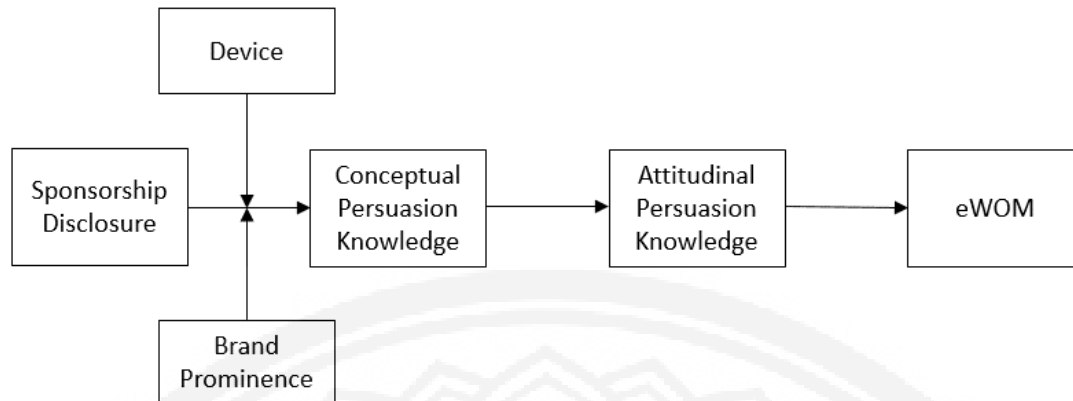 Device
Sponsorship
Disclosure
Conceptual
Persuasion
Knowledge
Attitudinal
Persuasion
Knowledge
eWOM
Brand
Prominence